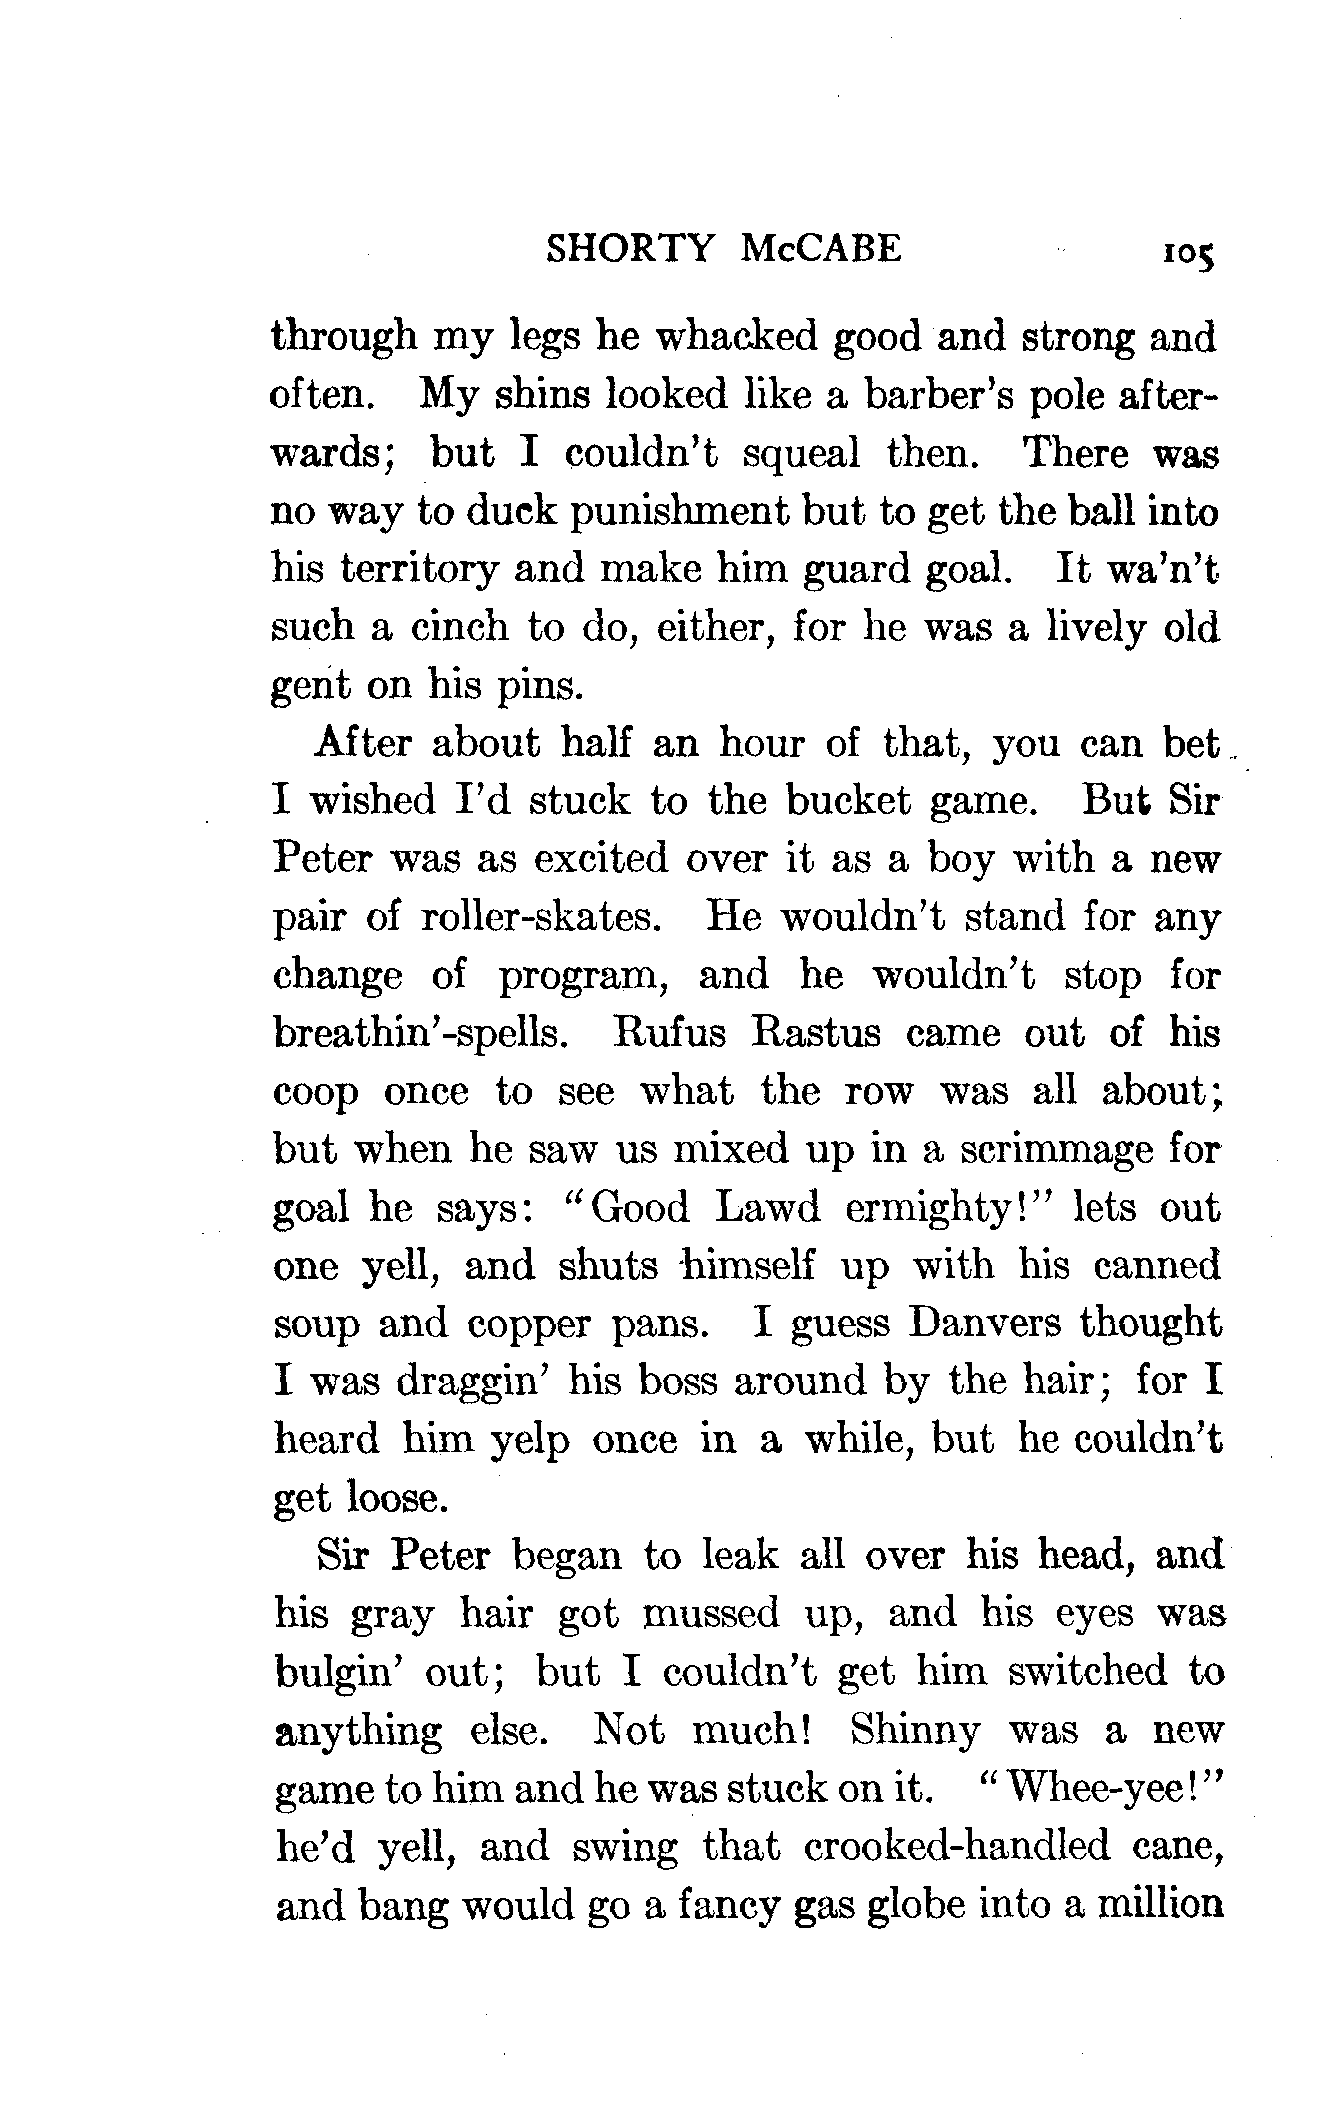 SHORTY McCABE 105
through my legs he whacked good and strong and
often. My shins looked like a barber's pole after-
wards; but I couldn't squeal then. There was
no way to duck punishment but to get the ball into
his territory and make him guard goal. It wa'n't
such a cinch to do, either, for he was a lively old
gent on his pins.
After about half an hour of that, you can bet
I wished I'd stuck to the bucket game. But Sir
Peter was as excited over it as a boy with a new
pair of roller-skates. He wouldn't stand for any
change of program, and he wouldn't stop for
breathin'-spells. Rufus Rastus came out of his
coop once to see what the row was all about;
but when he saw us mixed up in a scrimmage for
goal he says: "Good Lawd ermighty!" lets out
one yell, and shuts himself up with his canned
soup and copper pans. I guess Danvers thought
I was draggin' his boss around by the hair; for I
heard him yelp once in a while, but he couldn't
get loose.
Sir Peter began to leak all over his head, and
his gray hair got mussed up, and his eyes was
bulgin' out; but I couldn't get him switched to
anything else. Not much! Shinny was a new
game to him and he was stuck on it. "Whee-yee!"
he'd yell, and swing that crooked-handled cane,
and bang would go a fancy gas globe into a million